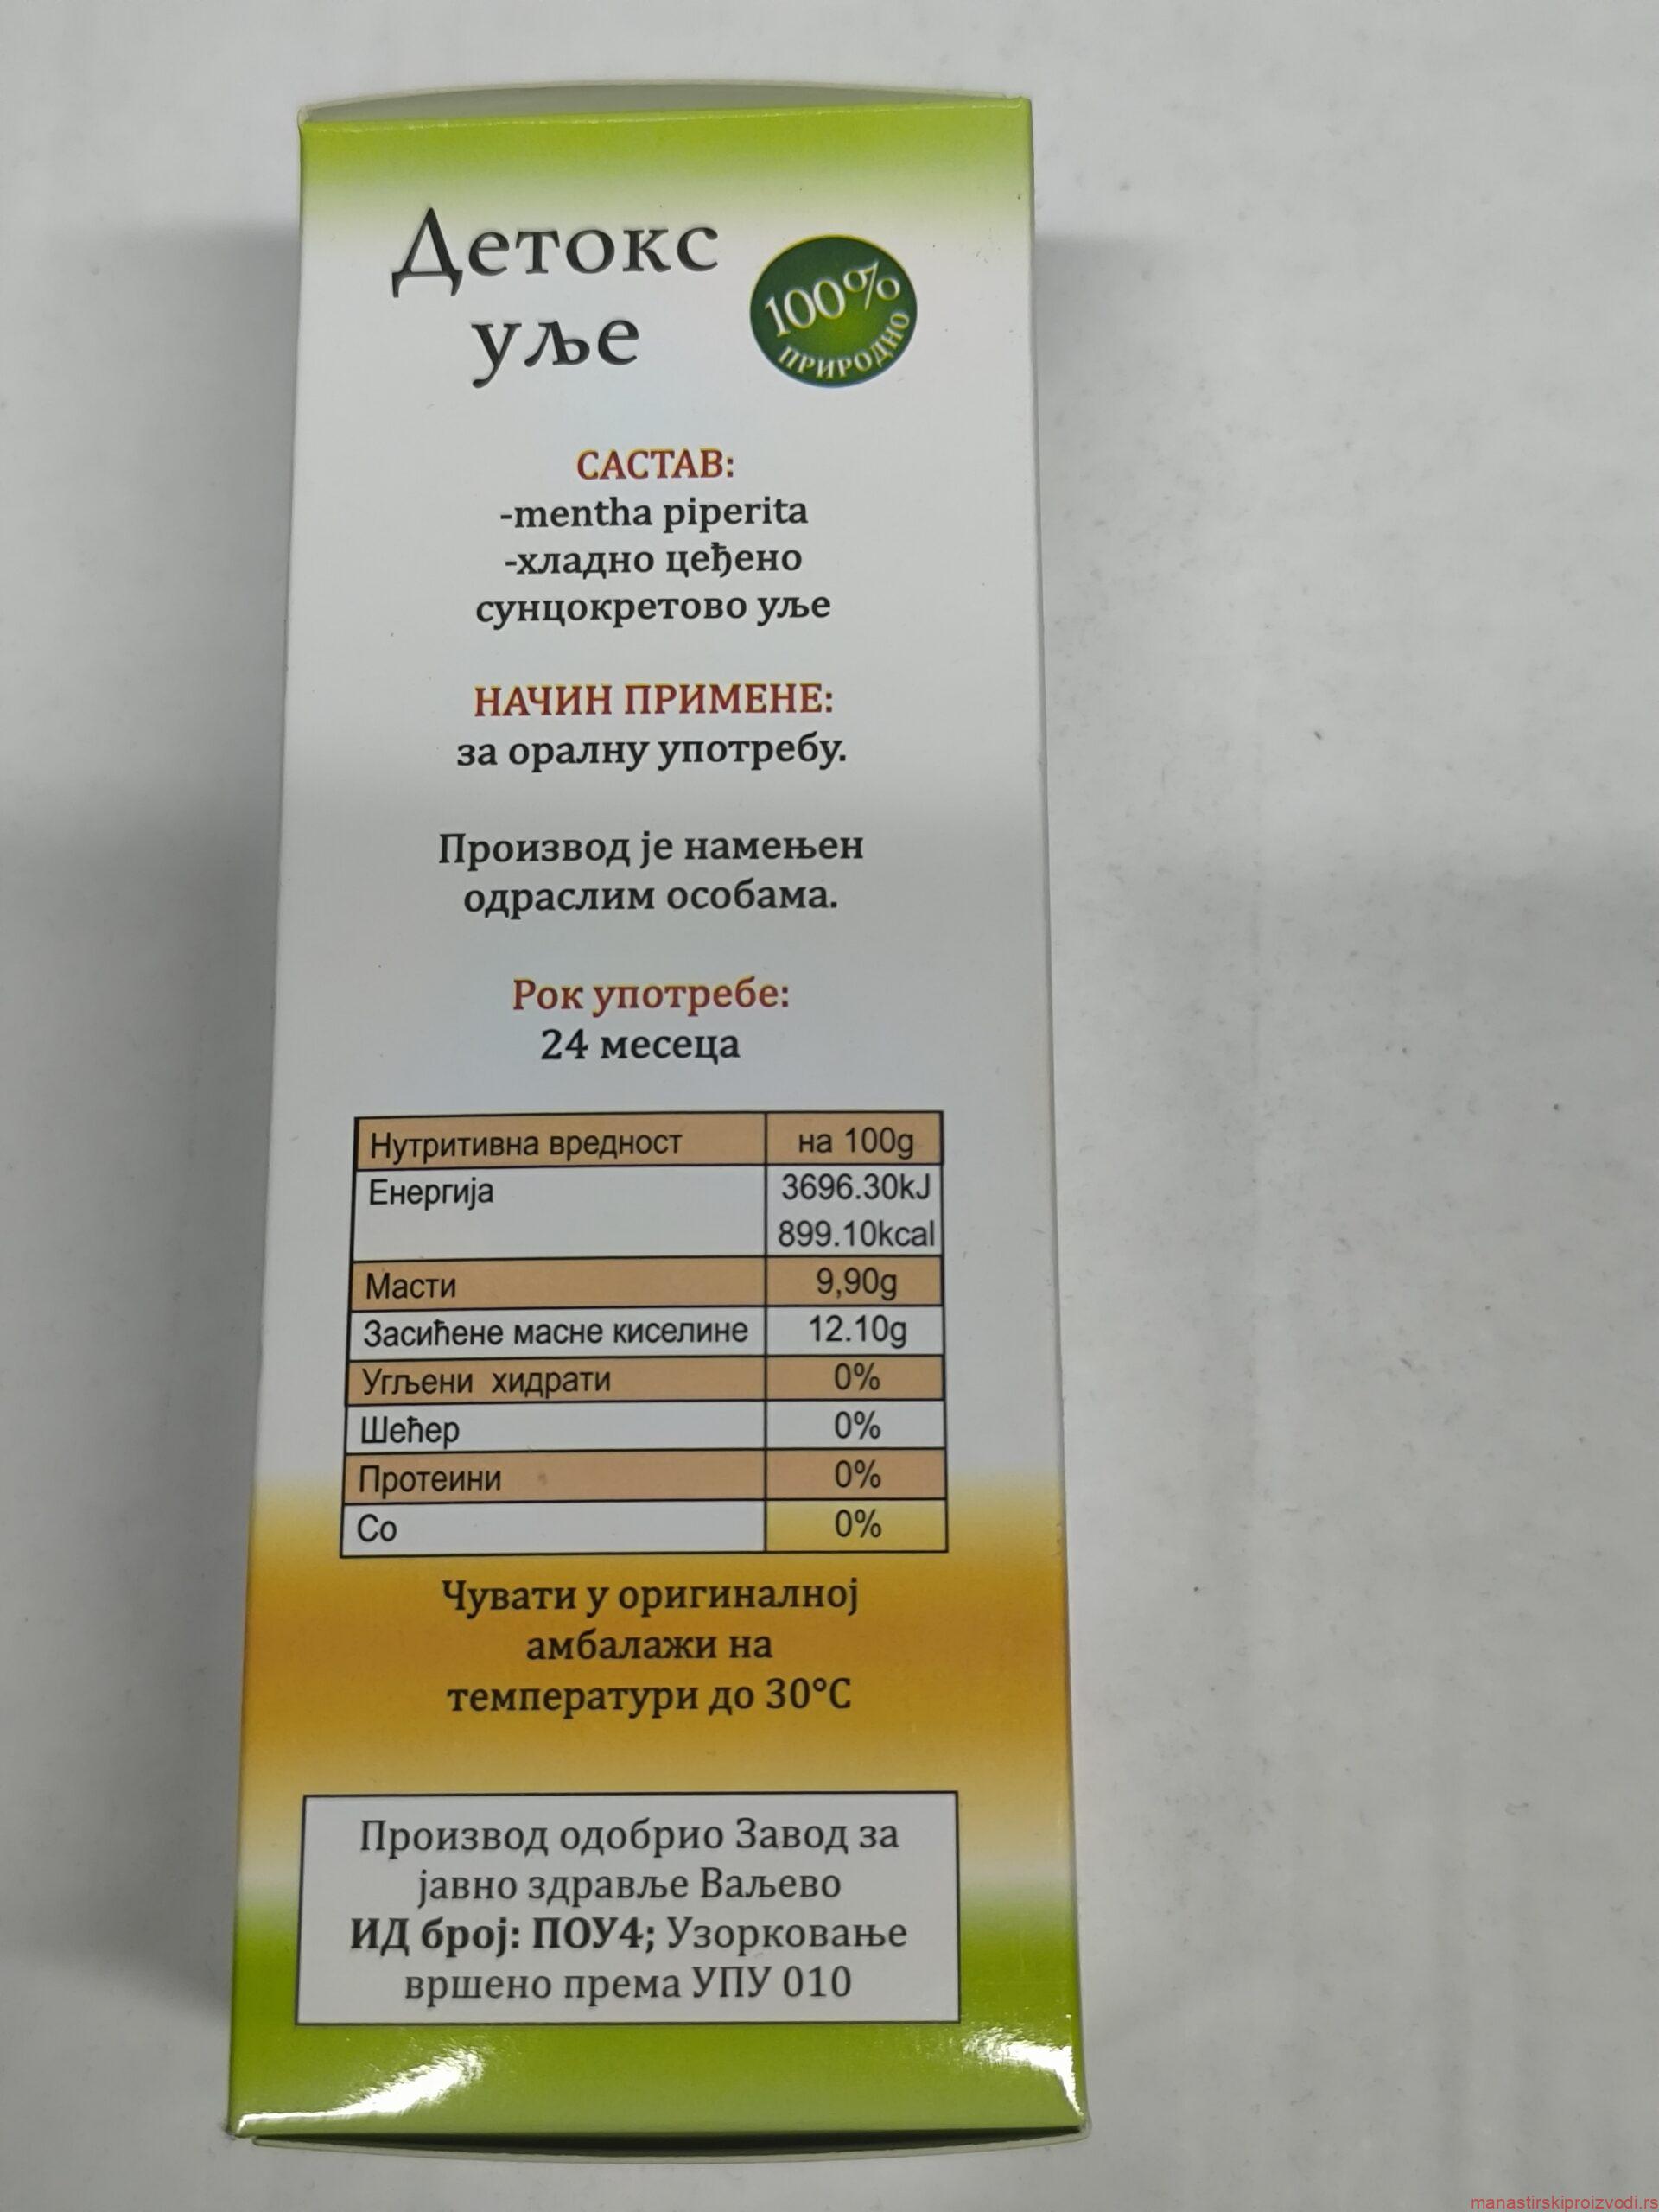 Детокс
уље
100%
ПРИРОДНО
САСТАВ:
-mentha piperita
-хладно цеђено
сунцокретово уље
НАЧИН ПРИМЕНЕ:
за оралну употребу.
Производ је намењен
одраслим особама.
Рок употребе:
24 месеца
Нутритивна вредност на 100g
Енергија 3696.30kJ
899.10kcal
Масти 9,90g
Засићене масне киселине 12.10g
Угљени хидрати 0%
Шећер 0%
Протеини 0%
Со 0%
Чувати у оригиналној
амбалажи на
температури до 30°C
Производ одобрио Завод за
јавно здравље Ваљево
ИД број: ПОУ4; Узорковање
вршено према УПУ 010
manastirskiproizvodi.rs